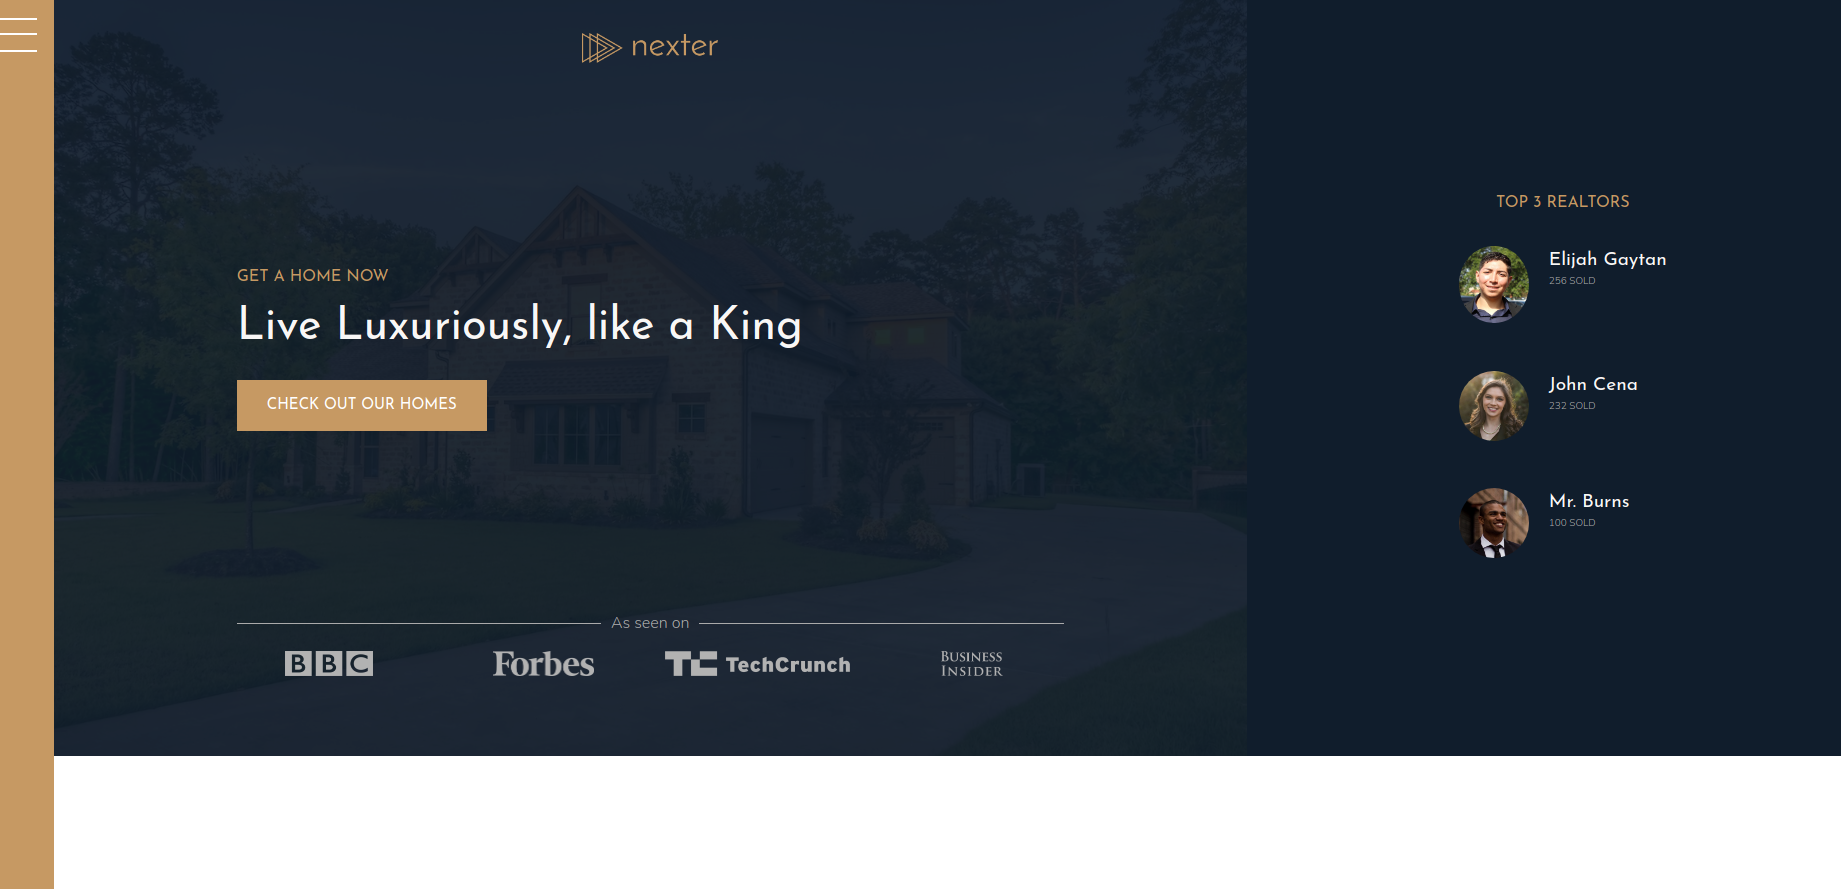 nexter
GET A HOME NOW
Live Luxuriously, like a King
CHECK OUT OUR HOMES
As seen on
BBC
Forbes
TC TechCrunch
BUSINESS
INSIDER
TOP 3 REALTORS
Elijah Gaytan
256 SOLD
John Cena
232 SOLD
Mr. Burns
100 SOLD